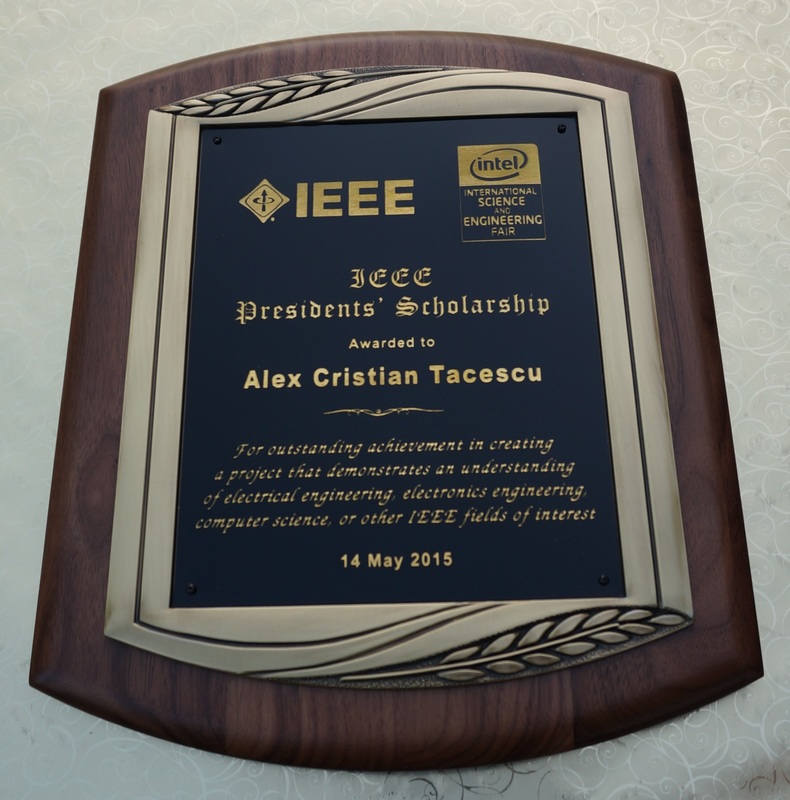 IEEE
intel
INTERNATIONAL
SCIENCE
AND
ENGINEERING
FAIR
IEEE
Presidents' Scholarship
Awarded to
Alex Cristian Tacescu
For outstanding achievement in creating
a project that demonstrates an understanding
of electrical engineering, electronics engineering,
computer science, or other IEEE fields of interest
14 May 2015